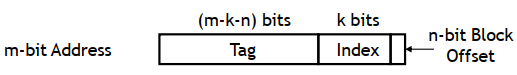 (m-k-n) bits k bits
n-bit Block
m-bit Address Tag Index
Offset